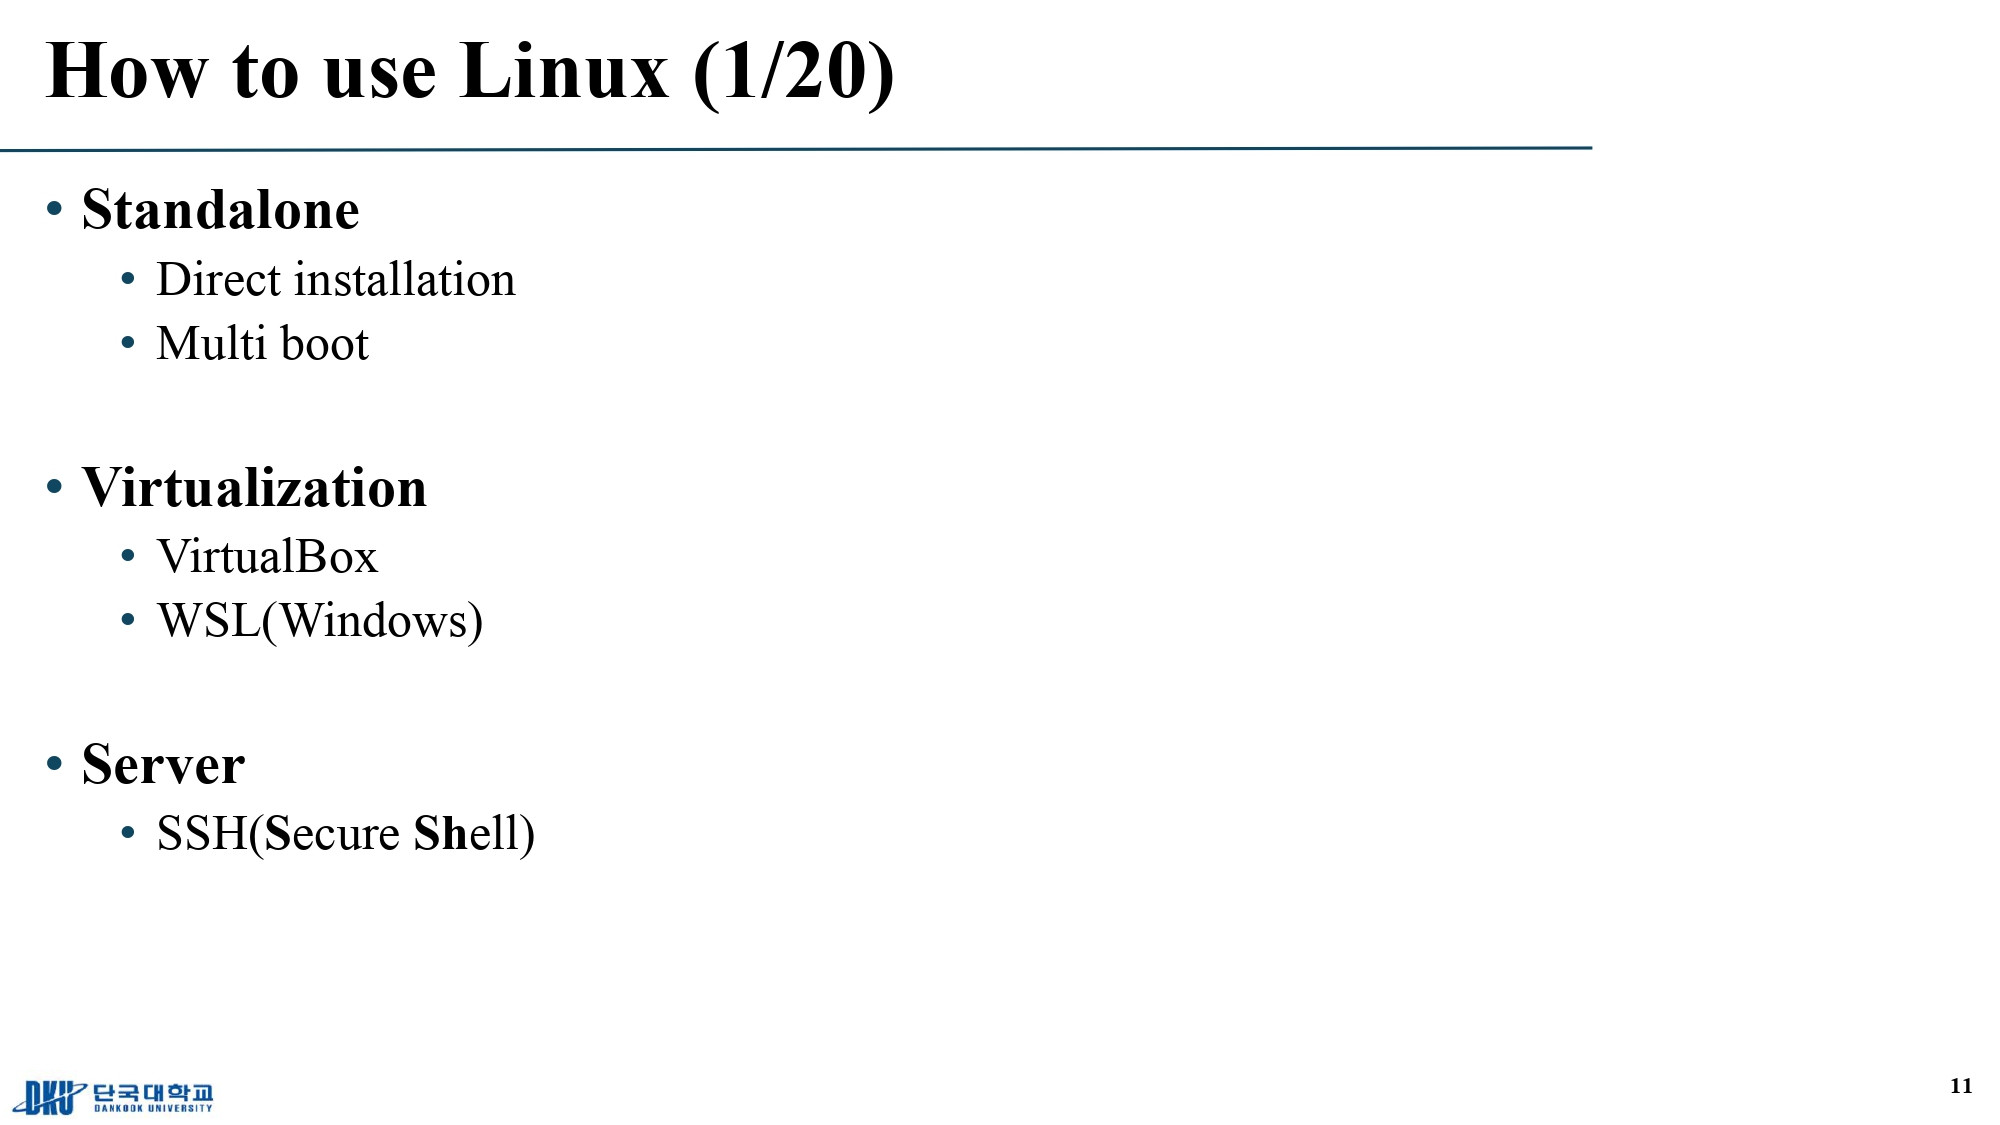 How to use Linux (1/20)
• Standalone
• Direct installation
• Multi boot
• Virtualization
• VirtualBox
• WSL(Windows)
• Server
• SSH(Secure Shell)
DKU 단국대학교
DANKOOK UNIVERSITY
11